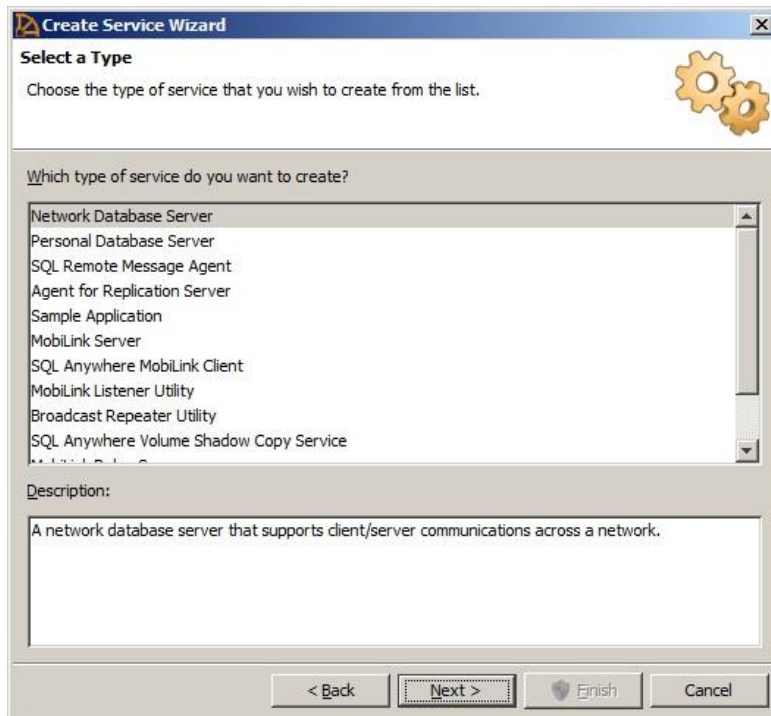 Create Service Wizard
Select a Type
Choose the type of service that you wish to create from the list.
Which type of service do you want to create?
Network Database Server
Personal Database Server
SQL Remote Message Agent
Agent for Replication Server
Sample Application
MobiLink Server
SQL Anywhere MobiLink Client
MobiLink Listener Utility
Broadcast Repeater Utility
SQL Anywhere Volume Shadow Copy Service
Description:
A network database server that supports client/server communications across a network.
< Back Next > Finish Cancel